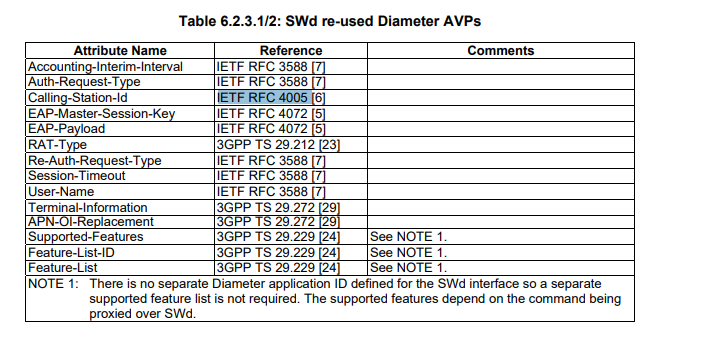 Table 6.2.3.1/2: SWd re-used Diameter AVPs
Attribute Name Reference Comments
Accounting-Interim-Interval IETF RFC 3588 [7]
Auth-Request-Type IETF RFC 3588 [7]
Calling-Station-Id IETF RFC 4005 [6]
EAP-Master-Session-Key IETF RFC 4072 [5]
EAP-Payload IETF RFC 4072 [5]
RAT-Type 3GPP TS 29.212 [23]
Re-Auth-Request-Type IETF RFC 3588 [7]
Session-Timeout IETF RFC 3588 [7]
User-Name IETF RFC 3588 [7]
Terminal-Information 3GPP TS 29.272 [29]
APN-OI-Replacement 3GPP TS 29.272 [29]
Supported-Features 3GPP TS 29.229 [24] See NOTE 1.
Feature-List-ID 3GPP TS 29.229 [24] See NOTE 1.
Feature-List 3GPP TS 29.229 [24] See NOTE 1.
NOTE 1: There is no separate Diameter application ID defined for the SWd interface so a separate
supported feature list is not required. The supported features depend on the command being
proxied over SWd.